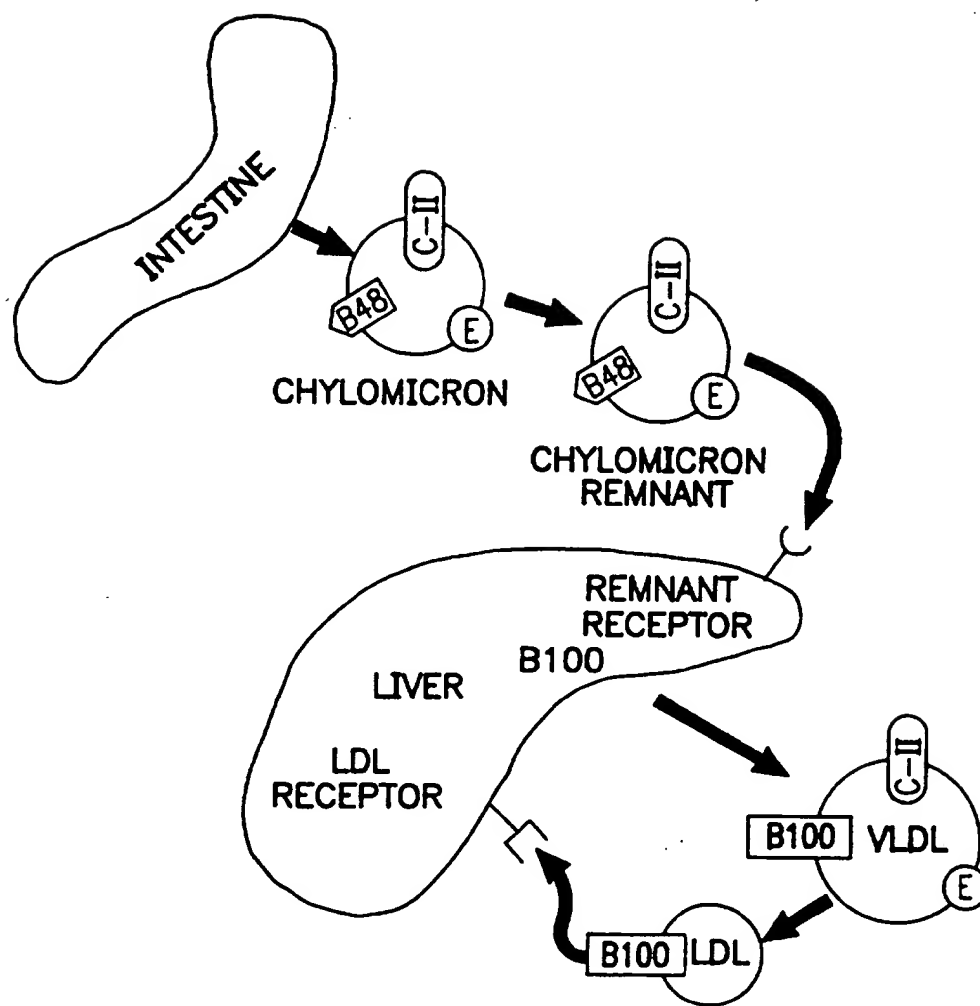 INTESTINE
C-II
B48
E
CHYLOMICRON
C-II
B48
E
CHYLOMICRON
REMNANT
REMNANT
RECEPTOR
B100
LIVER
LDL
RECEPTOR
C-II
B100 VLDL
E
B100 LDL